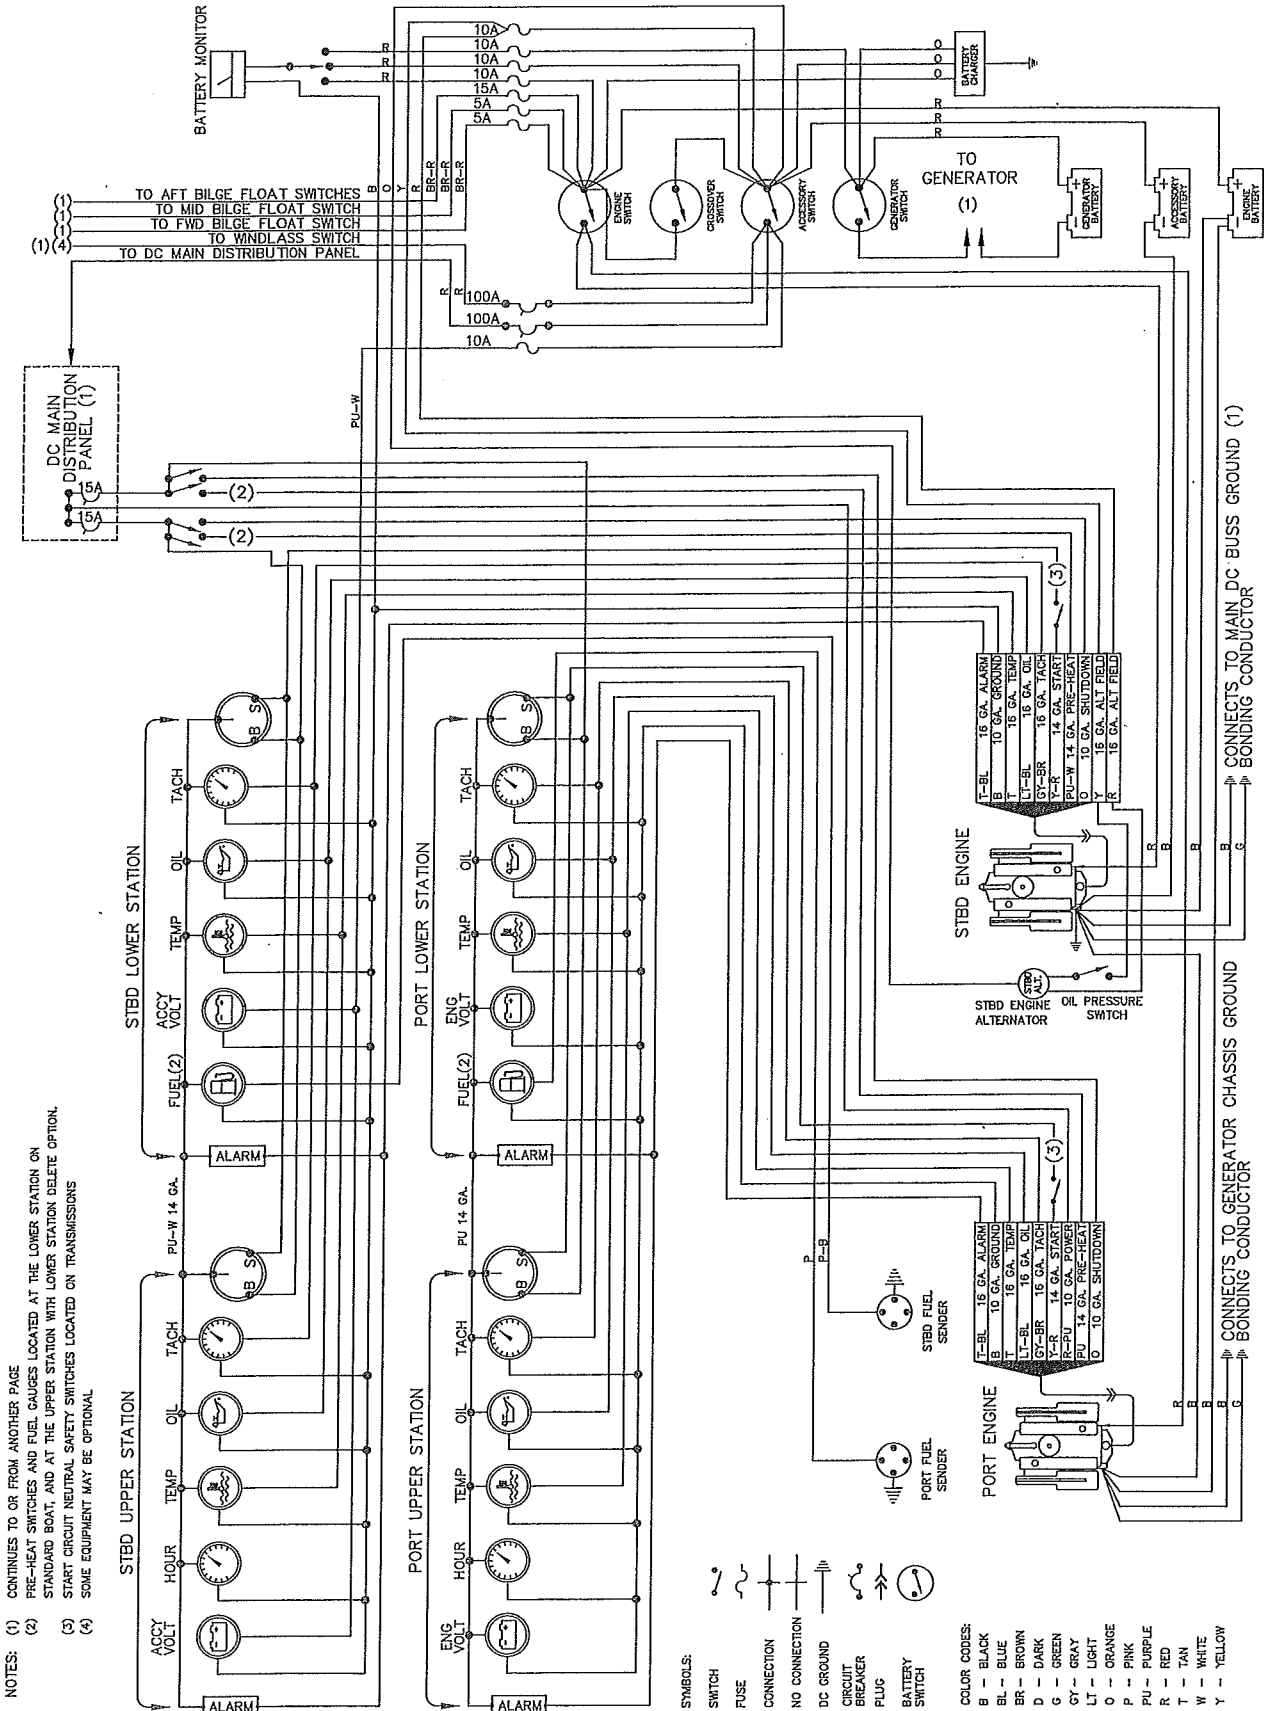 BATTERY MONITOR
10A
10A
10A
10A
15A
5A
5A
R
R
R
O
O
O
BATTERY
CHARGER
R
R
R
B
O
Y
R
BR-R
BR-R
BR-R
(1) TO AFT BILGE FLOAT SWITCHES
(1) TO MID BILGE FLOAT SWITCH
(1) TO FWD BILGE FLOAT SWITCH
(1)(4) TO WINDLASS SWITCH
TO DC MAIN DISTRIBUTION PANEL
ENGINE
SWITCH
CROSSOVER
SWITCH
ACCESSORY
SWITCH
GENERATOR
SWITCH
TO
GENERATOR
(1)
+ -
GENERATOR
BATTERY
+ -
ACCESSORY
BATTERY
+ -
ENGINE
BATTERY
R
R
100A
100A
10A
PU-W
DC MAIN
DISTRIBUTION
PANEL (1)
15A
15A
(2)
(2)
(3)
STBD LOWER STATION
B S
TACH
OIL
TEMP
ACCY
VOLT
FUEL(2)
ALARM
PU-W 14 GA.
PORT LOWER STATION
B S
TACH
OIL
TEMP
ENG
VOLT
FUEL(2)
ALARM
PU 14 GA.
STBD UPPER STATION
B S
TACH
OIL
TEMP
HOUR
ACCY
VOLT
ALARM
PORT UPPER STATION
B S
TACH
OIL
TEMP
HOUR
ENG
VOLT
ALARM
T-BL 16 GA. ALARM
B 10 GA. GROUND
T 16 GA. TEMP
LT-BL 16 GA. OIL
GY-BR 16 GA. TACH
Y-R 14 GA. START
PU-W 14 GA. PRE-HEAT
O 10 GA. SHUTDOWN
Y 16 GA. ALT FIELD
R 16 GA. ALT FIELD
STBD ENGINE
R
B
B
B
G
CONNECTS TO MAIN DC BUSS GROUND (1)
BONDING CONDUCTOR
STBD
ALT.
STBD ENGINE
ALTERNATOR
OIL PRESSURE
SWITCH
P
P-B
STBD FUEL
SENDER
PORT FUEL
SENDER
(3)
T-BL 16 GA. ALARM
B 10 GA. GROUND
T 16 GA. TEMP
LT-BL 16 GA. OIL
GY-BR 16 GA. TACH
Y-R 14 GA. START
R-PU 10 GA. POWER
PU 14 GA. PRE-HEAT
O 10 GA. SHUTDOWN
PORT ENGINE
R
B
B
B
G
CONNECTS TO GENERATOR CHASSIS GROUND
BONDING CONDUCTOR
NOTES: (1) CONTINUES TO OR FROM ANOTHER PAGE
(2) PRE-HEAT SWITCHES AND FUEL GAUGES LOCATED AT THE LOWER STATION ON
STANDARD BOAT, AND AT THE UPPER STATION WITH LOWER STATION DELETE OPTION.
(3) START CIRCUIT NEUTRAL SAFETY SWITCHES LOCATED ON TRANSMISSIONS
(4) SOME EQUIPMENT MAY BE OPTIONAL
SYMBOLS:
SWITCH
FUSE
CONNECTION
NO CONNECTION
DC GROUND
CIRCUIT
BREAKER
PLUG
BATTERY
SWITCH
COLOR CODES:
B - BLACK
BL - BLUE
BR - BROWN
D - DARK
G - GREEN
GY - GRAY
LT - LIGHT
O - ORANGE
P - PINK
PU - PURPLE
R - RED
T - TAN
W - WHITE
Y - YELLOW